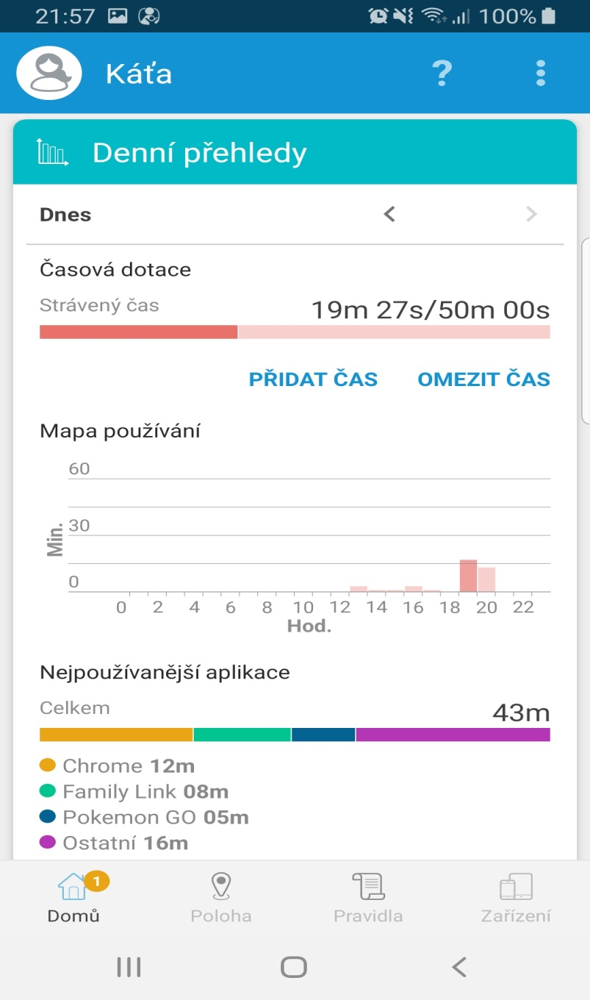 21:57 100%
Káťa ?
Denní přehledy
Dnes
Časová dotace
Strávený čas 19m 27s/50m 00s
PŘIDAT ČAS OMEZIT ČAS
Mapa používání
60
30
0
Min.
0 2 4 6 8 10 12 14 16 18 20 22
Hod.
Nejpoužívanější aplikace
Celkem 43m
Chrome 12m
Family Link 08m
Pokemon GO 05m
Ostatní 16m
1
Domů Poloha Pravidla Zařízení